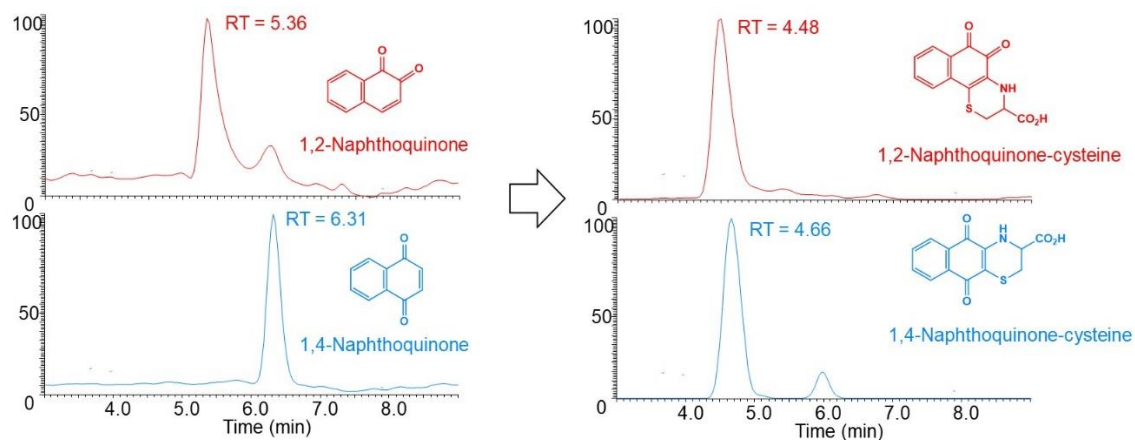 100
RT = 5.36
O
O
50
1,2-Naphthoquinone
0
100
RT = 6.31
O
50
O
1,4-Naphthoquinone
0
4.0 5.0 6.0 7.0 8.0
Time (min)
100
RT = 4.48
O
O
NH
50
S
CO₂H
1,2-Naphthoquinone-cysteine
0
100
RT = 4.66
O
H
N
CO₂H
S
50
O
1,4-Naphthoquinone-cysteine
0
4.0 5.0 6.0 7.0 8.0
Time (min)